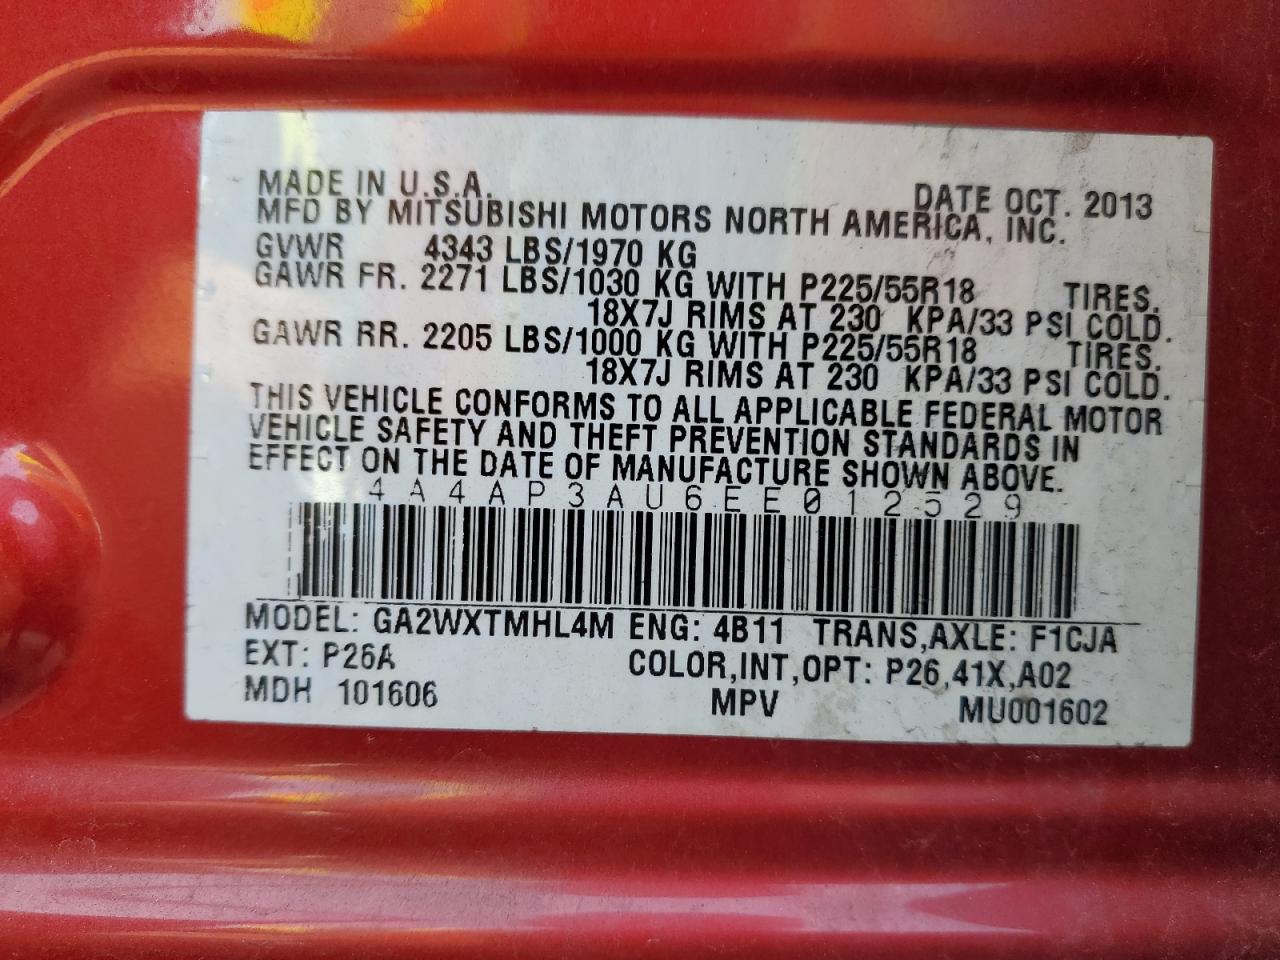 MADE IN U.S.A. DATE OCT. 2013
MFD BY MITSUBISHI MOTORS NORTH AMERICA, INC.
GVWR 4343 LBS/1970 KG
GAWR FR. 2271 LBS/1030 KG WITH P225/55R18 TIRES,
18X7J RIMS AT 230 KPA/33 PSI COLD.
GAWR RR. 2205 LBS/1000 KG WITH P225/55R18 TIRES,
18X7J RIMS AT 230 KPA/33 PSI COLD.
THIS VEHICLE CONFORMS TO ALL APPLICABLE FEDERAL MOTOR
VEHICLE SAFETY AND THEFT PREVENTION STANDARDS IN
EFFECT ON THE DATE OF MANUFACTURE SHOWN ABOVE.
4A4AP3AU6EE012529
MODEL: GA2WXTMHL4M ENG: 4B11 TRANS,AXLE: F1CJA
EXT: P26A COLOR,INT,OPT: P26,41X,A02
MDH 101606 MPV MU001602